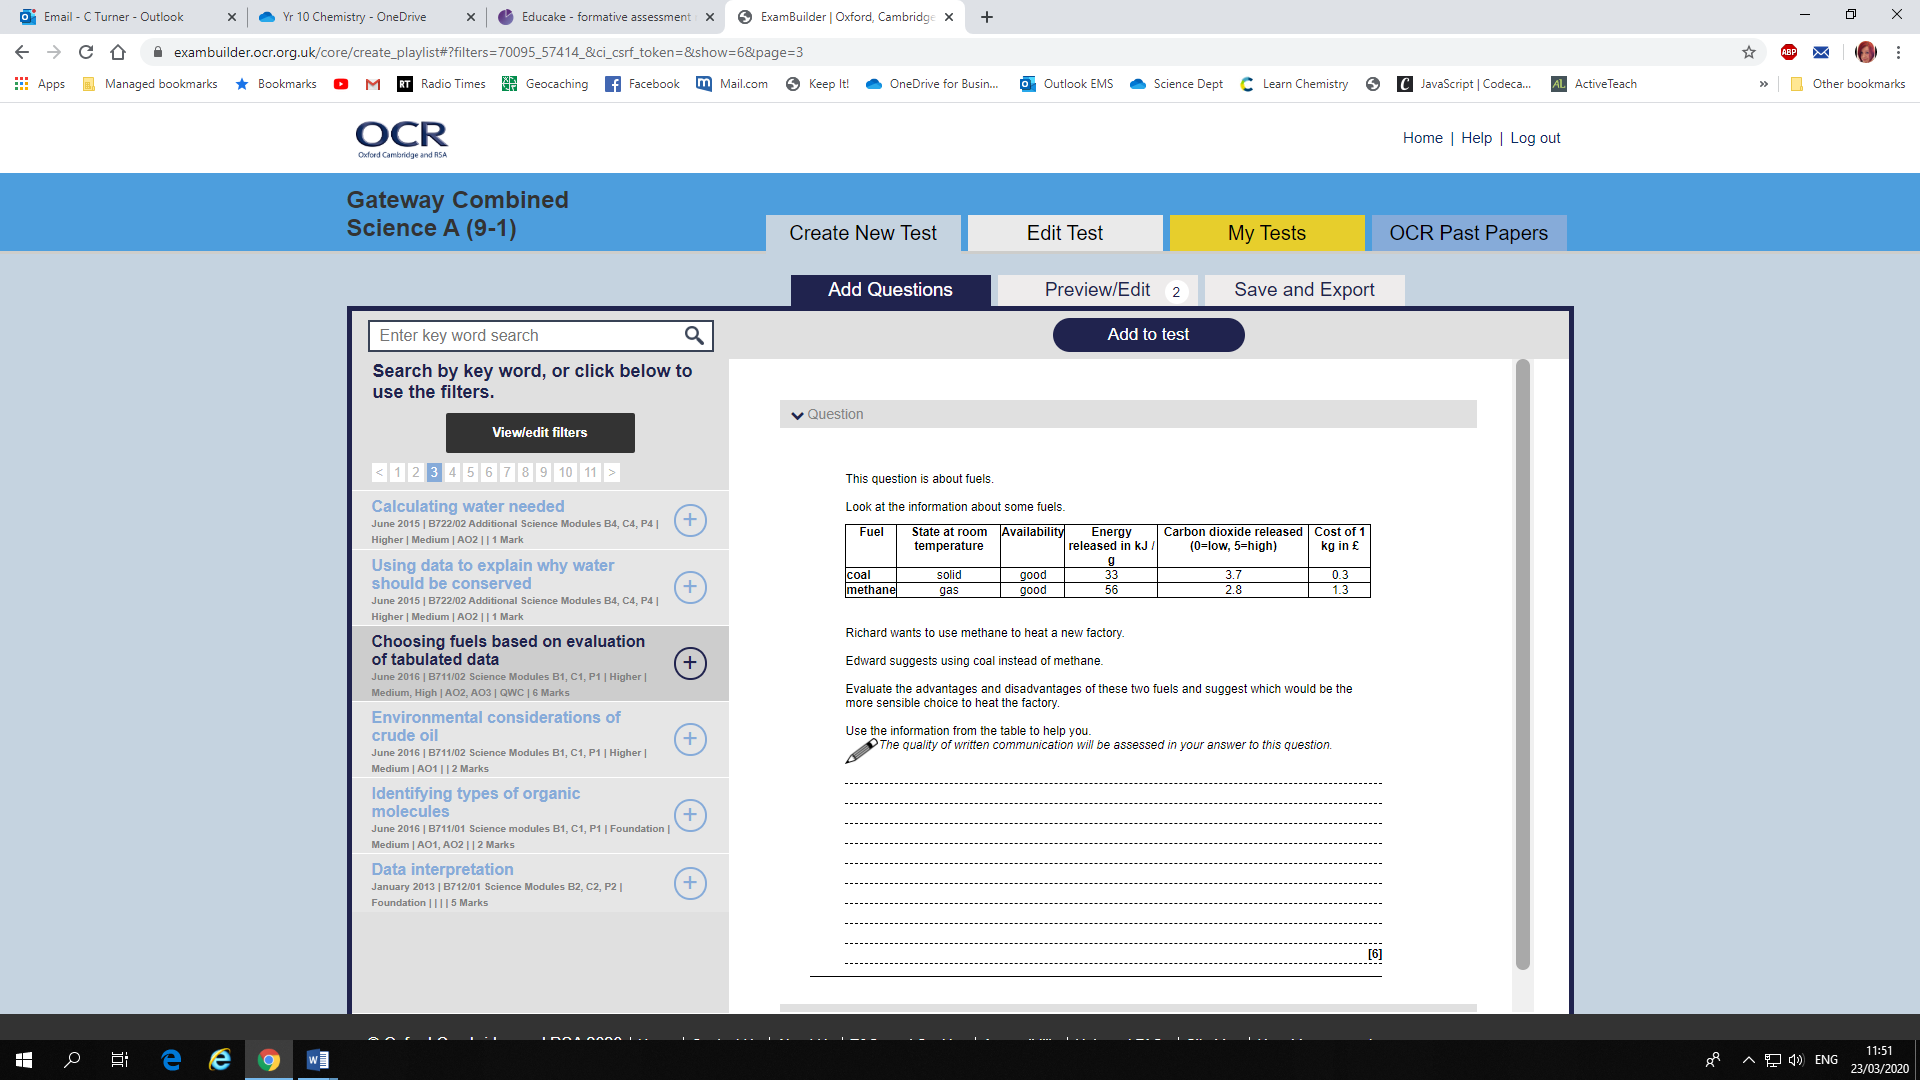 Email - C Turner - Outlook
Yr 10 Chemistry - OneDrive
Educake - formative assessment
ExamBuilder | Oxford, Cambridge
exambuilder.ocr.org.uk/core/create_playlist#?filters=70095_57414_&ci_csrf_token=&show=6&page=3
ABP
Apps
Managed bookmarks
Bookmarks
RT Radio Times
Geocaching
Facebook
Mail.com
Keep It!
OneDrive for Busin...
Outlook EMS
Science Dept
Learn Chemistry
JavaScript | Codeca...
AL ActiveTeach
»
Other bookmarks
OCR
Oxford Cambridge and RSA
Home | Help | Log out
Gateway Combined
Science A (9-1)
Create New Test
Edit Test
My Tests
OCR Past Papers
Add Questions
Preview/Edit 2
Save and Export
Enter key word search
Add to test
Search by key word, or click below to
use the filters.
View/edit filters
< 1 2 3 4 5 6 7 8 9 10 11 >
Calculating water needed
June 2015 | B722/02 Additional Science Modules B4, C4, P4 |
Higher | Medium | AO2 | | 1 Mark
Using data to explain why water
should be conserved
June 2015 | B722/02 Additional Science Modules B4, C4, P4 |
Higher | Medium | AO2 | | 1 Mark
Choosing fuels based on evaluation
of tabulated data
June 2016 | B711/02 Science Modules B1, C1, P1 | Higher |
Medium, High | AO2, AO3 | QWC | 6 Marks
Environmental considerations of
crude oil
June 2016 | B711/02 Science Modules B1, C1, P1 | Higher |
Medium | AO1 | | 2 Marks
Identifying types of organic
molecules
June 2016 | B711/01 Science modules B1, C1, P1 | Foundation |
Medium | AO1, AO2 | | 2 Marks
Data interpretation
January 2013 | B712/01 Science Modules B2, C2, P2 |
Foundation | | | | 5 Marks
Question
This question is about fuels.
Look at the information about some fuels.
Fuel State at room Availability Energy Carbon dioxide released Cost of 1
temperature released in kJ / (0=low, 5=high) kg in £
g
coal solid good 33 3.7 0.3
methane gas good 56 2.8 1.3
Richard wants to use methane to heat a new factory.
Edward suggests using coal instead of methane.
Evaluate the advantages and disadvantages of these two fuels and suggest which would be the
more sensible choice to heat the factory.
Use the information from the table to help you.
The quality of written communication will be assessed in your answer to this question.
[6]
ENG
11:51
23/03/2020